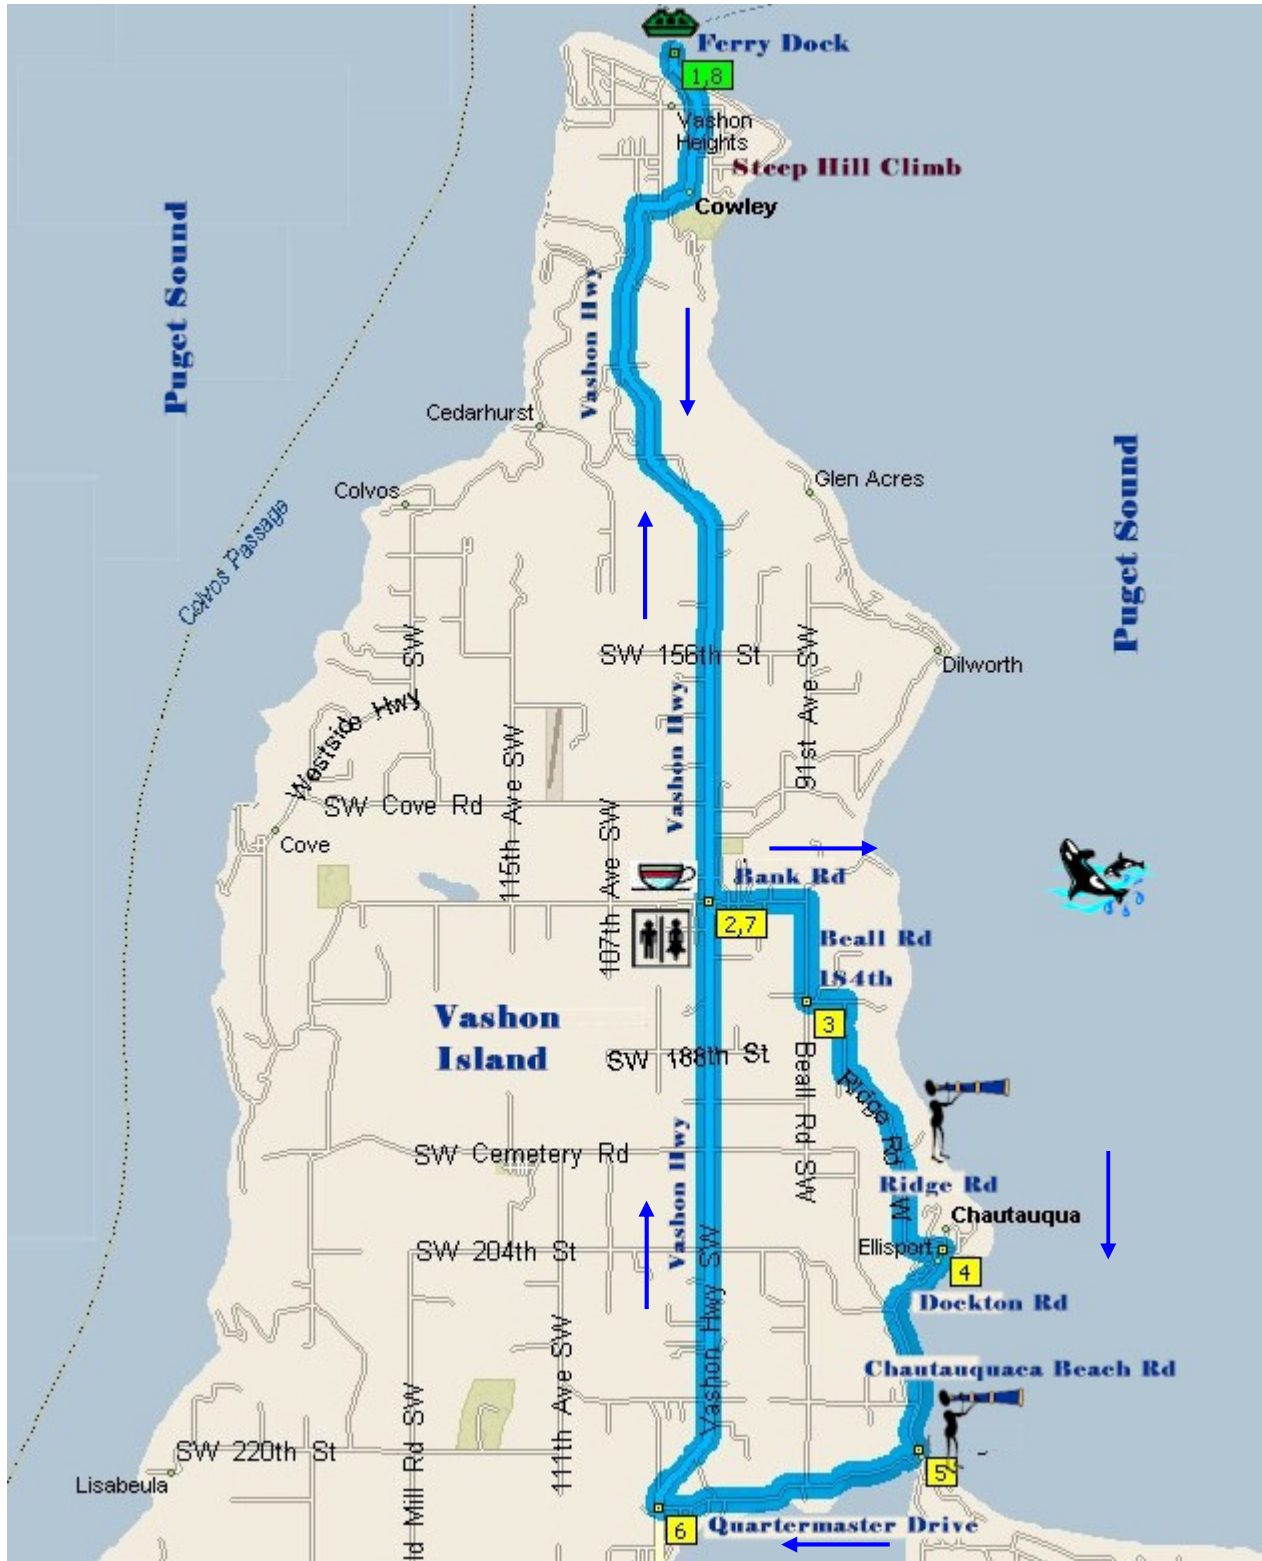 Ferry Dock
1,8
Vashon
Heights
Steep Hill Climb
Cowley
Puget Sound
Vashon Hwy
Cedarhurst
Glen Acres
Colvos
Puget Sound
Colvos Passage
SW 156th St
SW
91st Ave SW
Dilworth
Westside Hwy
Vashon Hwy
115th Ave SW
SW Cove Rd
107th Ave SW
Cove
Bank Rd
2,7
Beall Rd
184th
3
Vashon
Island
SW 188th St
Beall Rd SW
Ridge Rd
W
SW Cemetery Rd
Vashon Hwy
Ridge Rd
Chautauqua
Ellisport
SW 204th St
4
Dockton Rd
Vashon Hwy SW
Chautauquaca Beach Rd
111th Ave SW
ld Mill Rd SW
SW 220th St
5
Lisabeula
6
Quartermaster Drive